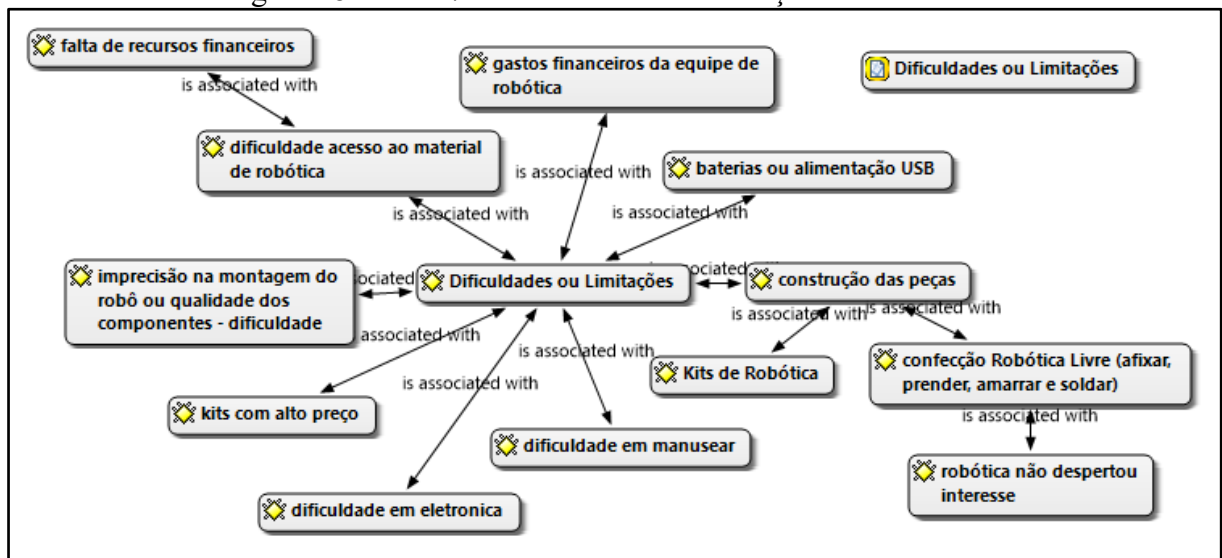 falta de recursos financeiros
is associated with
gastos financeiros da equipe de
robótica
Dificuldades ou Limitações
dificuldade acesso ao material
de robótica
is associated with
baterias ou alimentação USB
is associated with
is associated with
imprecisão na montagem do
robô ou qualidade dos
componentes - dificuldade
Dificuldades ou Limitações
associated
construção das peças
associated with
is associated with
is associated with
is associated with
is associated with
Kits de Robótica
confecção Robótica Livre (afixar,
prender, amarrar e soldar)
kits com alto preço
is associated with
dificuldade em manusear
robótica não despertou
interesse
dificuldade em eletronica